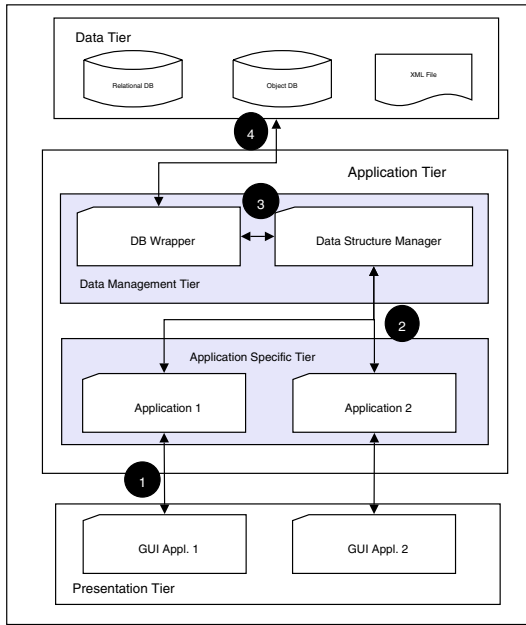 Data Tier
Relational DB
Object DB
XML File
4
Application Tier
3
DB Wrapper
Data Structure Manager
Data Management Tier
2
Application Specific Tier
Application 1
Application 2
1
GUI Appl. 1
GUI Appl. 2
Presentation Tier